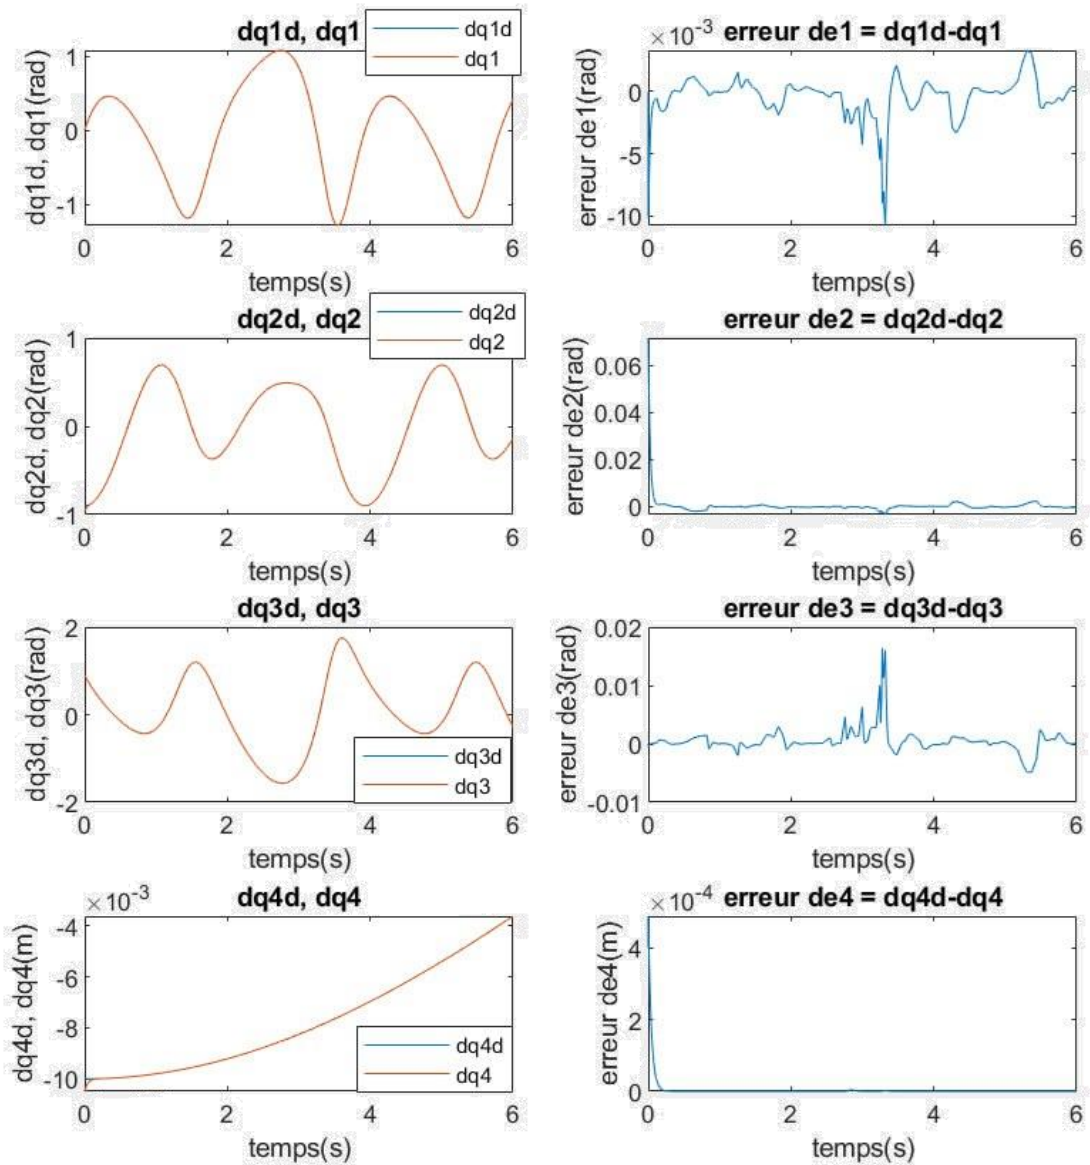 dq1d, dq1
dq1d
dq1
dq1d, dq1(rad)
1
0
-1
0 2 4 6
temps(s)
×10-3 erreur de1 = dq1d-dq1
erreur de1(rad)
0
-5
-10
0 2 4 6
temps(s)
dq2d, dq2
dq2d
dq2
dq2d, dq2(rad)
1
0
-1
0 2 4 6
temps(s)
erreur de2 = dq2d-dq2
erreur de2(rad)
0.06
0.04
0.02
0
0 2 4 6
temps(s)
dq3d, dq3
dq3d, dq3(rad)
2
0
-2
dq3d
dq3
0 2 4 6
temps(s)
erreur de3 = dq3d-dq3
erreur de3(rad)
0.02
0.01
0
-0.01
0 2 4 6
temps(s)
×10-3 dq4d, dq4
dq4d, dq4(m)
-4
-6
-8
-10
dq4d
dq4
0 2 4 6
temps(s)
×10-4 erreur de4 = dq4d-dq4
erreur de4(m)
4
2
0
0 2 4 6
temps(s)